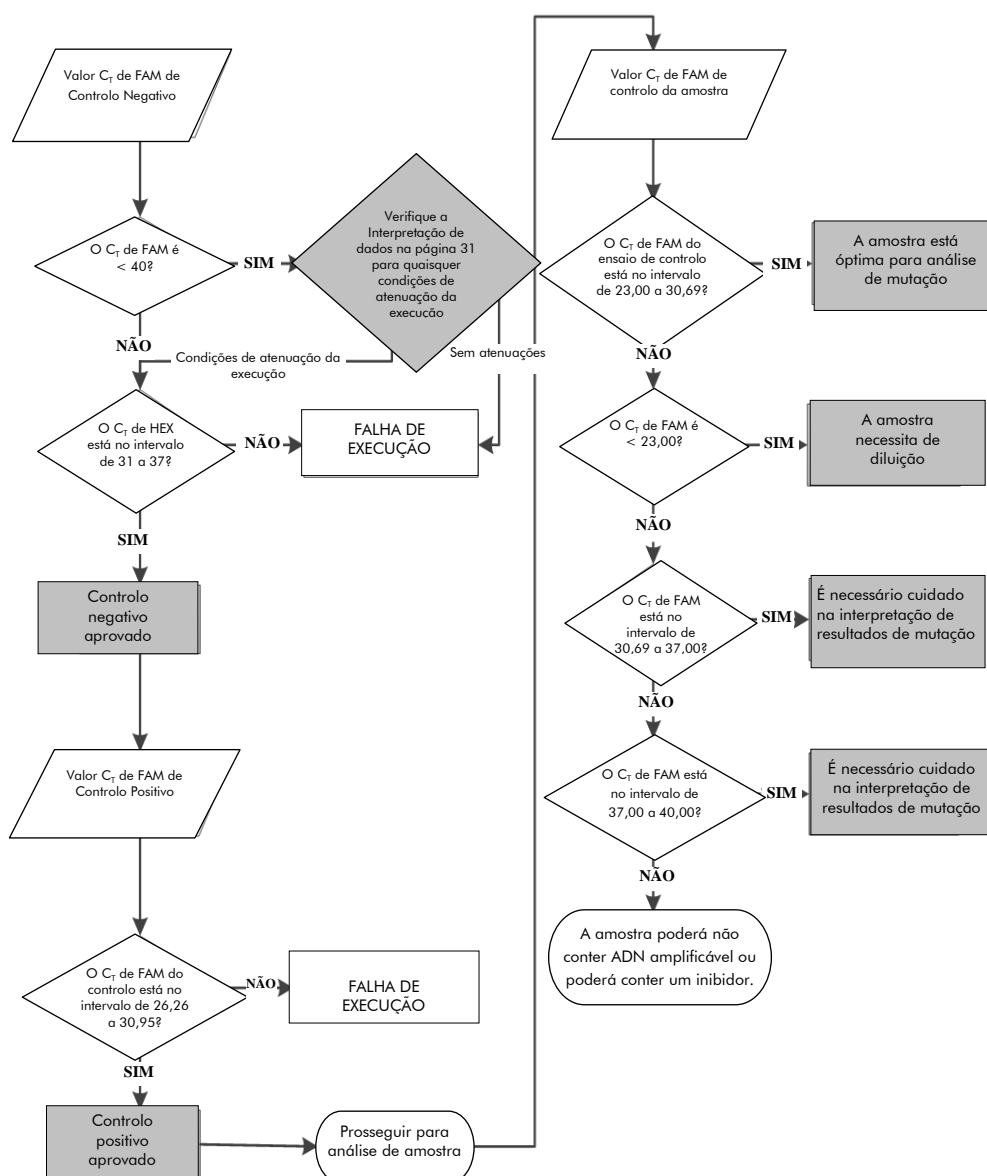 Valor CT de FAM de
Controlo Negativo
O CT de FAM é
< 40?
SIM
Verifique a
Interpretação de
dados na página 31
para quaisquer
condições de
atenuação da
execução
NÃO
Condições de atenuação da
execução
Sem atenuações
O CT de HEX
está no intervalo
de 31 a 37?
NÃO
FALHA DE
EXECUÇÃO
SIM
Controlo
negativo
aprovado
Valor CT de FAM de
Controlo Positivo
O CT de FAM do
controlo está no
intervalo de 26,26
a 30,95?
NÃO
FALHA DE
EXECUÇÃO
SIM
Controlo
positivo
aprovado
Prosseguir para
análise de amostra
Valor CT de FAM de
controlo da amostra
O CT de FAM do
ensaio de controlo
está no intervalo
de 23,00 a 30,69?
SIM
A amostra está
óptima para análise
de mutação
NÃO
O CT de FAM é
< 23,00?
SIM
A amostra
necessita de
diluição
NÃO
O CT de FAM
está no
intervalo de
30,69 a 37,00?
SIM
É necessário cuidado
na interpretação de
resultados de mutação
NÃO
O CT de FAM está
no intervalo de
37,00 a 40,00?
SIM
É necessário cuidado
na interpretação de
resultados de mutação
NÃO
A amostra poderá não
conter ADN amplificável ou
poderá conter um inibidor.